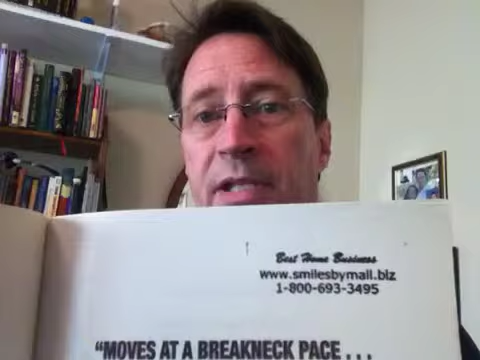 Best Home Business
www.smilesbymail.biz
1-800-693-3495
"MOVES AT A BREAKNECK PACE . . .